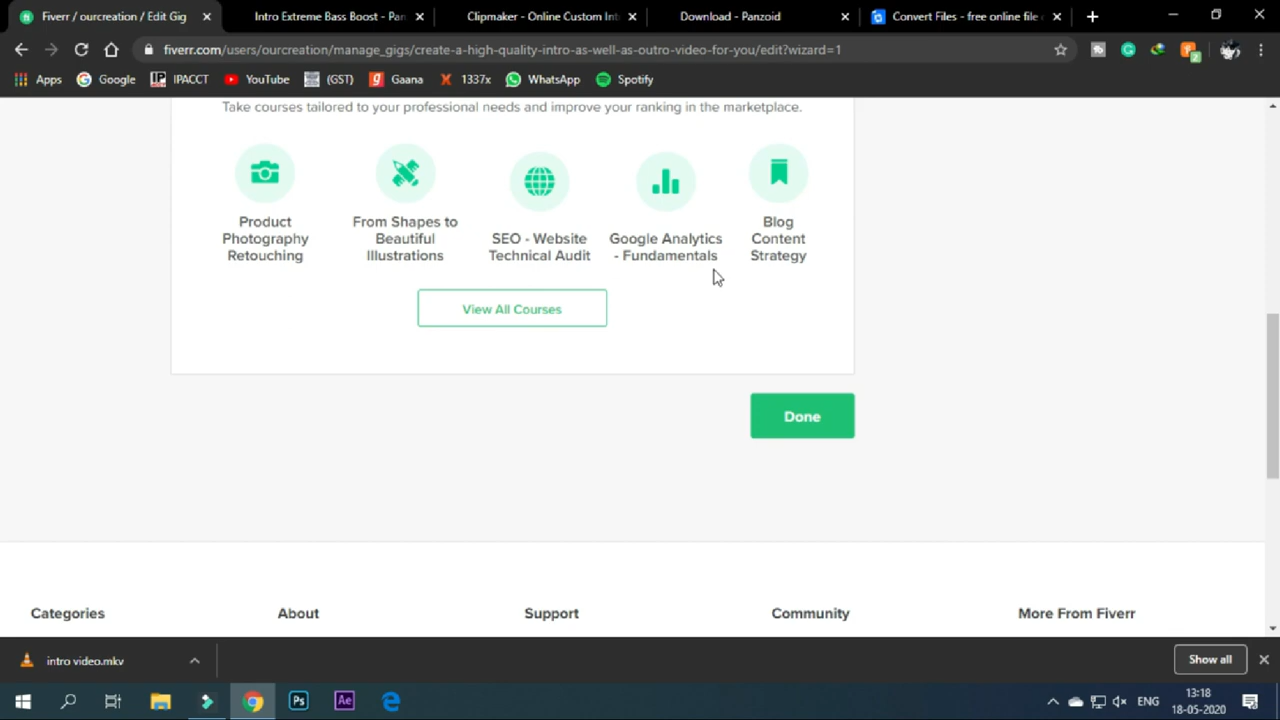 Fiverr / ourcreation / Edit Gig
Intro Extreme Bass Boost - Pan
Clipmaker - Online Custom Int
Download - Panzoid
Convert Files - free online file
fiverr.com/users/ourcreation/manage_gigs/create-a-high-quality-intro-as-well-as-outro-video-for-you/edit?wizard=1
Apps Google IPACCT YouTube (GST) Gaana 1337x WhatsApp Spotify
Take courses tailored to your professional needs and improve your ranking in the marketplace.
Product
Photography
Retouching
From Shapes to
Beautiful
Illustrations
SEO - Website
Technical Audit
Google Analytics
- Fundamentals
Blog
Content
Strategy
View All Courses
Done
Categories About Support Community More From Fiverr
intro video.mkv
Show all
Ps Ae
ENG
13:18
18-05-2020